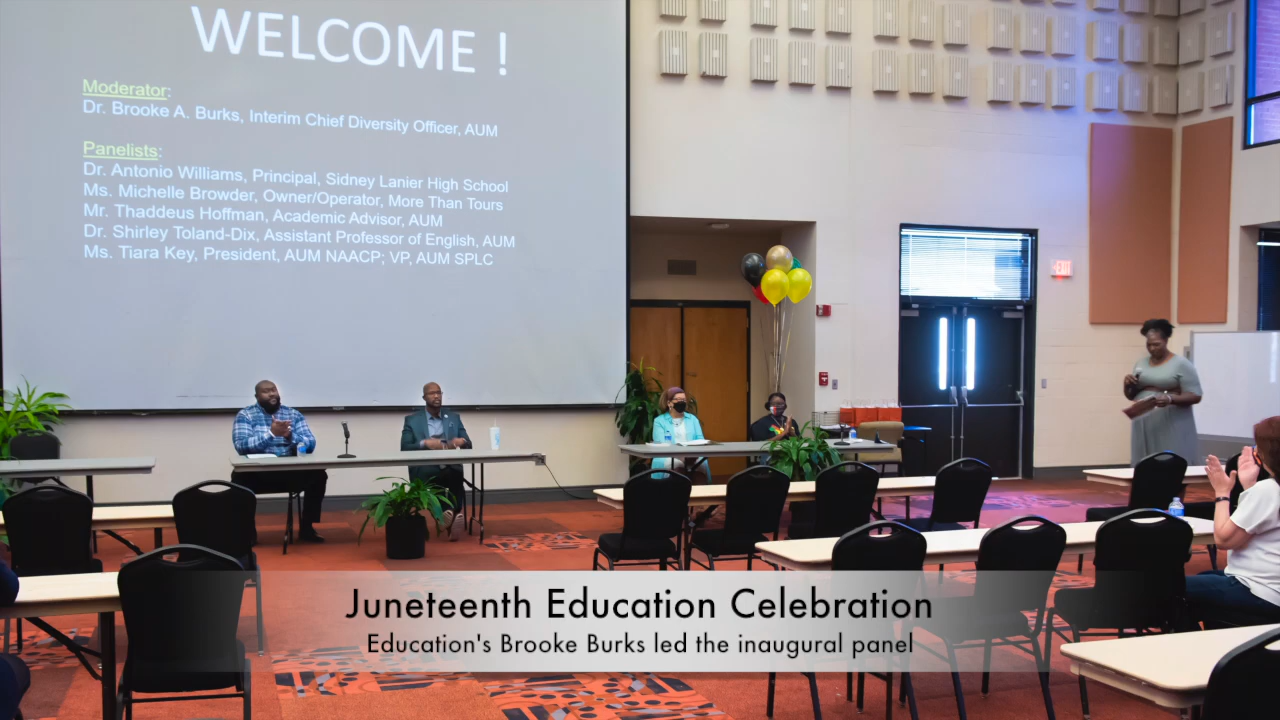 WELCOME !
Moderator:
Dr. Brooke A. Burks, Interim Chief Diversity Officer, AUM
Panelists:
Dr. Antonio Williams, Principal, Sidney Lanier High School
Ms. Michelle Browder, Owner/Operator, More Than Tours
Mr. Thaddeus Hoffman, Academic Advisor, AUM
Dr. Shirley Toland-Dix, Assistant Professor of English, AUM
Ms. Tiara Key, President, AUM NAACP; VP, AUM SPLC
EXIT
Juneteenth Education Celebration
Education's Brooke Burks led the inaugural panel